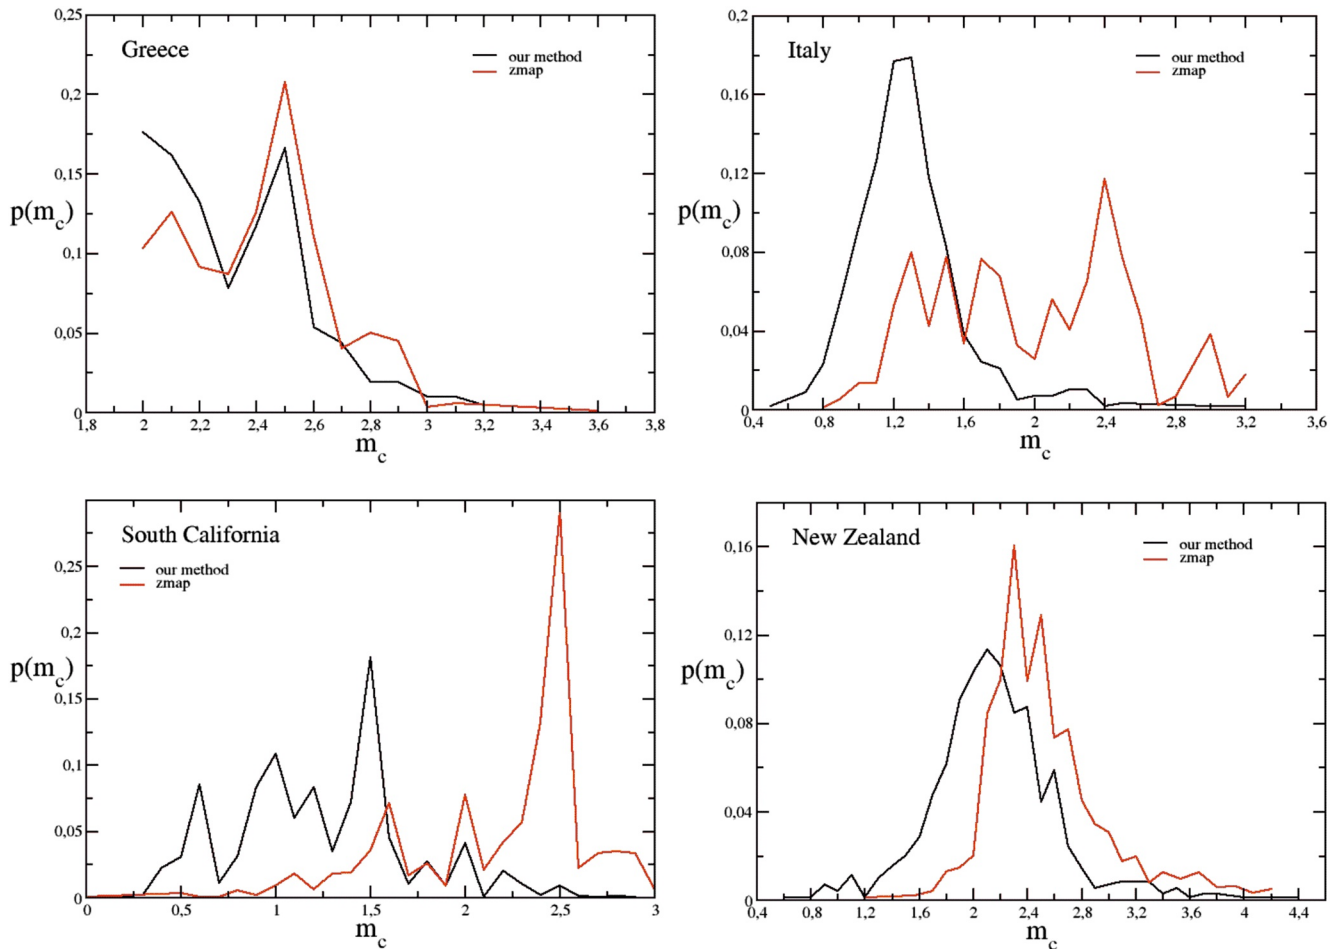 Greece
our method
zmap
0,25
0,2
0,15
0,1
0,05
0
p(m_c)
1,8 2 2,2 2,4 2,6 2,8 3 3,2 3,4 3,6 3,8
m_c
Italy
our method
zmap
0,2
0,16
0,12
0,08
0,04
0
p(m_c)
0,4 0,8 1,2 1,6 2 2,4 2,8 3,2 3,6
m_c
South California
our method
zmap
0,25
0,2
0,15
0,1
0,05
0
p(m_c)
0 0,5 1 1,5 2 2,5 3
m_c
New Zealand
our method
zmap
0,16
0,12
0,08
0,04
0
p(m_c)
0,4 0,8 1,2 1,6 2 2,4 2,8 3,2 3,6 4 4,4
m_c